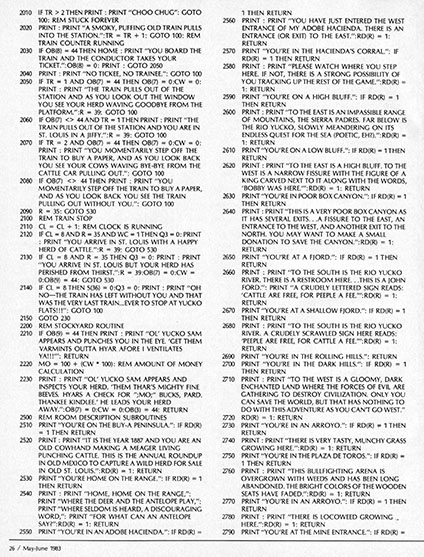 2010 IF TR > 2 THEN PRINT : PRINT "CHOO CHUG": GOTO
100: REM STUCK FOREVER
2020 PRINT : PRINT "A SMOKY, PUFFING OLD TRAIN PULLS
INTO THE STATION.":TR = TR + 1: GOTO 100: REM
TRAIN COUNTER RUNNING
2030 IF OB(8) = 44 THEN HOME : PRINT "YOU BOARD THE
TRAIN AND THE CONDUCTOR TAKES YOUR
TICKET.":OB(8) = 0: PRINT : GOTO 2050
2040 PRINT : PRINT "NO TICKEE, NO TRAINEE.": GOTO 100
2050 IF TR = 1 AND OB(7) = 44 THEN OB(7) = 0:CW = 0:
PRINT : PRINT "THE TRAIN PULLS OUT OF THE
STATION AND AS YOU LOOK OUT THE WINDOW
YOU SEE YOUR HERD WAVING GOODBYE FROM THE
PLATFORM.":R = 39: GOTO 100
2060 IF OB(7) <> 44 AND TR = 1 THEN PRINT : PRINT "THE
TRAIN PULLS OUT OF THE STATION AND YOU ARE IN
ST. LOUIS IN A JIFFY.":R = 39: GOTO 100
2070 IF TR = 2 AND OB(7) = 44 THEN OB(7) = 0:CW = 0:
PRINT : PRINT "YOU MOMENTARILY STEP OFF THE
TRAIN TO BUY A PAPER, AND AS YOU LOOK BACK
YOU SEE YOUR COWS WAVING BYE-BYE FROM THE
CATTLE CAR PULLING OUT.": GOTO 100
2080 IF OB(7) <> 44 THEN PRINT : PRINT "YOU
MOMENTARILY STEP OFF THE TRAIN TO BUY A PAPER,
AND AS YOU LOOK BACK YOU SEE THE TRAIN
PULLING OUT WITHOUT YOU.": GOTO 100
2090 R = 35: GOTO 530
2100 REM TRAIN STOP
2110 CL = CL + 1: REM CLOCK IS RUNNING
2120 IF CL = 8 AND R = 35 AND WC = 1 THEN Q3 = 0: PRINT
: PRINT "YOU ARRIVE IN ST. LOUIS WITH A HAPPY
HERD OF CATTLE.":R = 39: GOTO 530
2130 IF CL = 8 AND R = 35 THEN Q3 = 0: PRINT : PRINT
"YOU ARRIVE IN ST. LOUIS BUT YOUR HERD HAS
PERISHED FROM THIRST.":R = 39:OB(7) = 0:CW =
0:OB(9) = 44: GOTO 530
2140 IF CL = 8 THEN S(36) = 0:Q3 = 0: PRINT : PRINT "OH
NO—THE TRAIN HAS LEFT WITHOUT YOU AND THAT
WAS THE VERY LAST TRAIN...EVER TO STOP AT YUCKO
FLATS!!!": GOTO 100
2150 GOTO 230
2200 REM STOCKYARD ROUTINE
2210 IF OB(9) = 44 THEN PRINT : PRINT "OL' YUCKO SAM
APPEARS AND PUNCHES YOU IN THE EYE. 'GET THEM
VARMINTS OUTTA HYAR AFORE I VENTILATES
YA!!!'": RETURN
2220 MO = 100 + (CW * 100): REM AMOUNT OF MONEY
CALCULATION
2230 PRINT : PRINT "OL' YUCKO SAM APPEARS AND
INSPECTS YOUR HERD. 'THEM THAR'S MIGHTY FINE
BEEVES. HYARS A CHECK FOR ";MO;" BUCKS, PARD.
THANKEE KINDLEE.' HE LEADS YOUR HERD
AWAY.":OB(7) = 0:CW = 0:OB(8) = 44: RETURN
2500 REM ROOM DESCRIPTION SUBROUTINES
2510 PRINT "YOU'RE ON THE BUY-A PENINSULA.": IF RD(R)
= 1 THEN RETURN
2520 PRINT : PRINT "IT IS THE YEAR 1887 AND YOU ARE AN
OLD COWHAND MAKING A MEAGER LIVING
PUNCHING CATTLE. THIS IS THE ANNUAL ROUNDUP
IN OLD MEXICO TO CAPTURE A WILD HERD FOR SALE
IN OLD ST. LOUIS.":RD(R) = 1: RETURN
2530 PRINT "YOU'RE HOME ON THE RANGE.": IF RD(R) = 1
THEN RETURN
2540 PRINT : PRINT "HOME, HOME ON THE RANGE,";
PRINT "WHERE THE DEER AND THE ANTELOPE PLAY,";
PRINT "WHERE SELDOM IS HEARD, A DISCOURAGING
WORD,";: PRINT "FOR WHAT CAN AN ANTELOPE
SAY?":RD(R) = 1: RETURN
2550 PRINT "YOU'RE IN AN ADOBE HACIENDA.": IF RD(R) =
1 THEN RETURN
2560 PRINT : PRINT "YOU HAVE JUST ENTERED THE WEST
ENTRANCE OF MY ADOBE HACIENDA. THERE IS AN
ENTRANCE (OR EXIT) TO THE EAST.":RD(R) = 1:
RETURN
2570 PRINT "YOU'RE IN THE HACIENDA'S CORRAL.": IF
RD(R) = 1 THEN RETURN
2580 PRINT : PRINT "PLEASE WATCH WHERE YOU STEP
HERE. IF NOT, THERE IS A STRONG POSSIBILITY OF
YOU TRACKING UP THE REST OF THE GAME.":RD(R) =
1: RETURN
2590 PRINT "YOU'RE ON A HIGH BLUFF.": IF RD(R) = 1
THEN RETURN
2600 PRINT : PRINT "TO THE EAST IS AN IMPASSIBLE RANGE
OF MOUNTAINS, THE SIERRA PADRES. FAR BELOW IS
THE RIO YUCKO, SLOWLY MEANDERING ON ITS
ENDLESS QUEST FOR THE SEA (POETIC, EH?).":RD(R) =
1: RETURN
2610 PRINT "YOU'RE ON A LOW BLUFF.": IF RD(R) = 1 THEN
RETURN
2620 PRINT : PRINT "TO THE EAST IS A HIGH BLUFF. TO THE
WEST IS A NARROW FISSURE WITH THE FIGURE OF A
RING CARVED NEXT TO IT ALONG WITH THE WORDS,
'BOBBY WAS HERE.'":RD(R) = 1: RETURN
2630 PRINT "YOU'RE IN POOR BOX CANYON.": IF RD(R) = 1
THEN RETURN
2640 PRINT : PRINT "THIS IS A VERY POOR BOX CANYON AS
IT HAS SEVERAL EXITS . . .A FISSURE TO THE EAST, AN
ENTRANCE TO THE WEST, AND ANOTHER EXIT TO THE
NORTH. YOU MAY WANT TO MAKE A SMALL
DONATION TO SAVE THE CANYON.":RD(R) = 1:
RETURN
2650 PRINT "YOU'RE AT A FJORD.": IF RD(R) = 1 THEN
RETURN
2660 PRINT : PRINT "TO THE SOUTH IS THE RIO YUCKO
RIVER. THERE IS A RISTROOM HERE. . .THIS IS A JOHN
FJORD.": PRINT "A CRUDELY LETTERED SIGN READS:
'CATTLE ARE FREE, FOR PEEPLE A FEE.'":RD(R) = 1:
RETURN
2670 PRINT "YOU'RE AT A SHALLOW FJORD.": IF RD(R) = 1
THEN RETURN
2680 PRINT : PRINT "TO THE SOUTH IS THE RIO YUCKO
RIVER. A CRUDELY SCRAWLED SIGN HERE READS:
'PEEPLE ARE FREE, FOR CATTLE A FEE.'":RD(R) = 1:
RETURN
2690 PRINT "YOU'RE IN THE ROLLING HILLS.": RETURN
2700 PRINT "YOU'RE IN THE DARK HILLS.": IF RD(R) = 1
THEN RETURN
2710 PRINT : PRINT "TO THE WEST IS A GLOOMY, DARK
ENCHANTED LAND WHERE THE FORCES OF EVIL ARE
GATHERING TO DESTROY CIVILIZATION. ONLY YOU
CAN SAVE THE WORLD, BUT THAT HAS NOTHING TO
DO WITH THIS ADVENTURE AS YOU CAN'T GO WEST."
2720 RD(R) = 1: RETURN
2730 PRINT "YOU'RE IN AN ARROYO.": IF RD(R) = 1 THEN
RETURN
2740 PRINT : PRINT "THERE IS VERY TASTY, MUNCHY GRASS
GROWING HERE.":RD(R) = 1: RETURN
2750 PRINT "YOU'RE IN THE PLAZA DE TOROS.": IF RD(R) =
1 THEN RETURN
2760 PRINT : PRINT "THIS BULLFIGHTING ARENA IS
OVERGROWN WITH WEEDS AND HAS BEEN LONG
ABANDONED. THE BRIGHT COLORS OF THE WOODEN
SEATS HAVE FADED.":RD(R) = 1: RETURN
2770 PRINT "YOU'RE IN AN ARROYO.": IF RD(R) = 1 THEN
RETURN
2780 PRINT : PRINT "THERE IS LOCOWEED GROWING
HERE.":RD(R) = 1: RETURN
2790 PRINT "YOU'RE AT THE MINE ENTRANCE.": IF RD(R) =
26 / May-June 1983